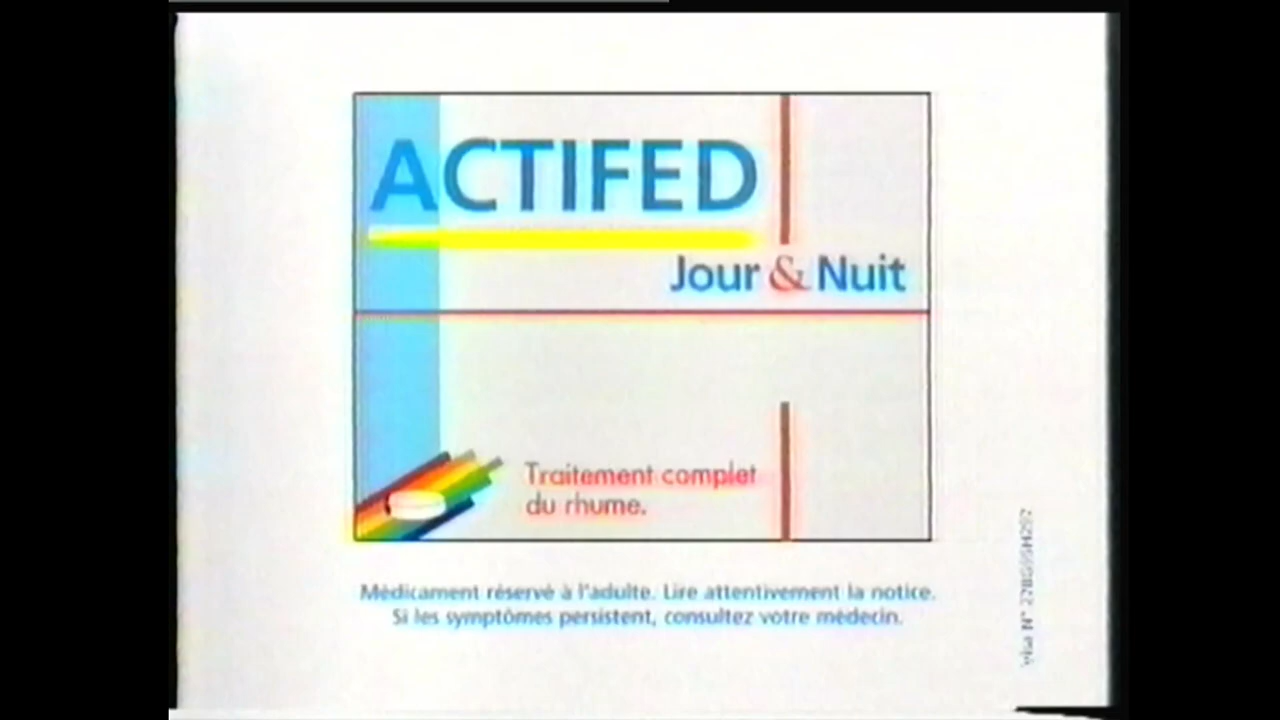 ACTIFED
Jour & Nuit
Traitement complet
du rhume.
Médicament réservé à l'adulte. Lire attentivement la notice.
Si les symptômes persistent, consultez votre médecin.
Visa N°